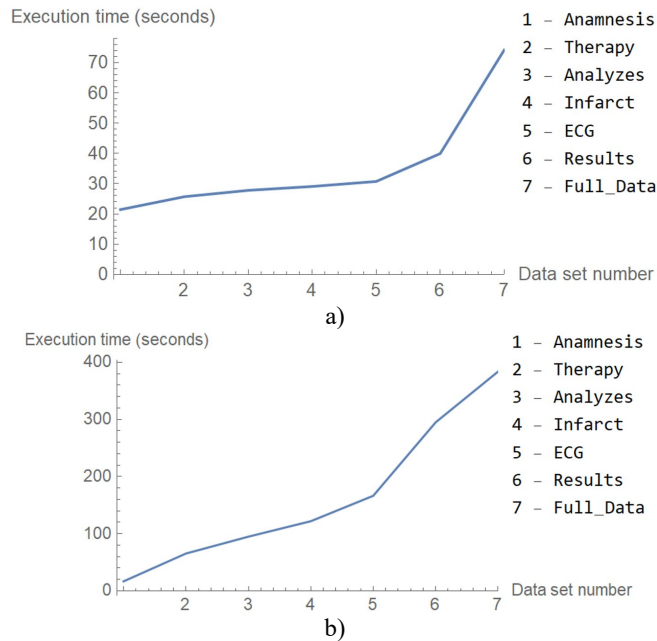 Execution time (seconds)
70
60
50
40
30
20
10
0
2 3 4 5 6 7
Data set number
1 – Anamnesis
2 – Therapy
3 – Analyzes
4 – Infarct
5 – ECG
6 – Results
7 – Full_Data
a)
Execution time (seconds)
400
300
200
100
0
2 3 4 5 6 7
Data set number
1 – Anamnesis
2 – Therapy
3 – Analyzes
4 – Infarct
5 – ECG
6 – Results
7 – Full_Data
b)